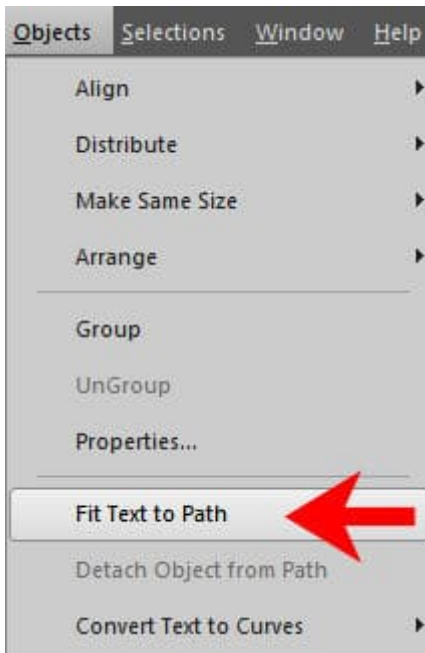 Objects Selections Window Help
Align
Distribute
Make Same Size
Arrange
Group
UnGroup
Properties...
Fit Text to Path
Detach Object from Path
Convert Text to Curves